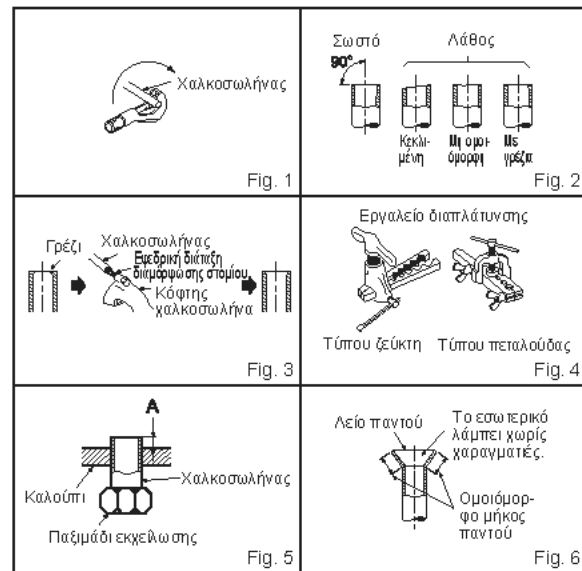 Χαλκοσωλήνας
Fig. 1
Σωστό
Λάθος
90°
Κεκλι-
μένη
Μη ομοι-
όμορφη
Με
γρέζια
Fig. 2
Γρέζι
Χαλκοσωλήνας
Εφεδρική διάταξη
διαμόρφωσης στομίου
Κόφτης
χαλκοσωλήνα
Fig. 3
Εργαλείο διαπλάτυνσης
Τύπου ζεύκτη
Τύπου πεταλούδας
Fig. 4
A
Καλούπι
Χαλκοσωλήνας
Παξιμάδι εκχείλωσης
Fig. 5
Λείο παντού
Το εσωτερικό
λάμπει χωρίς
χαραγματιές.
Ομοιόμορ-
φο μήκος
παντού
Fig. 6